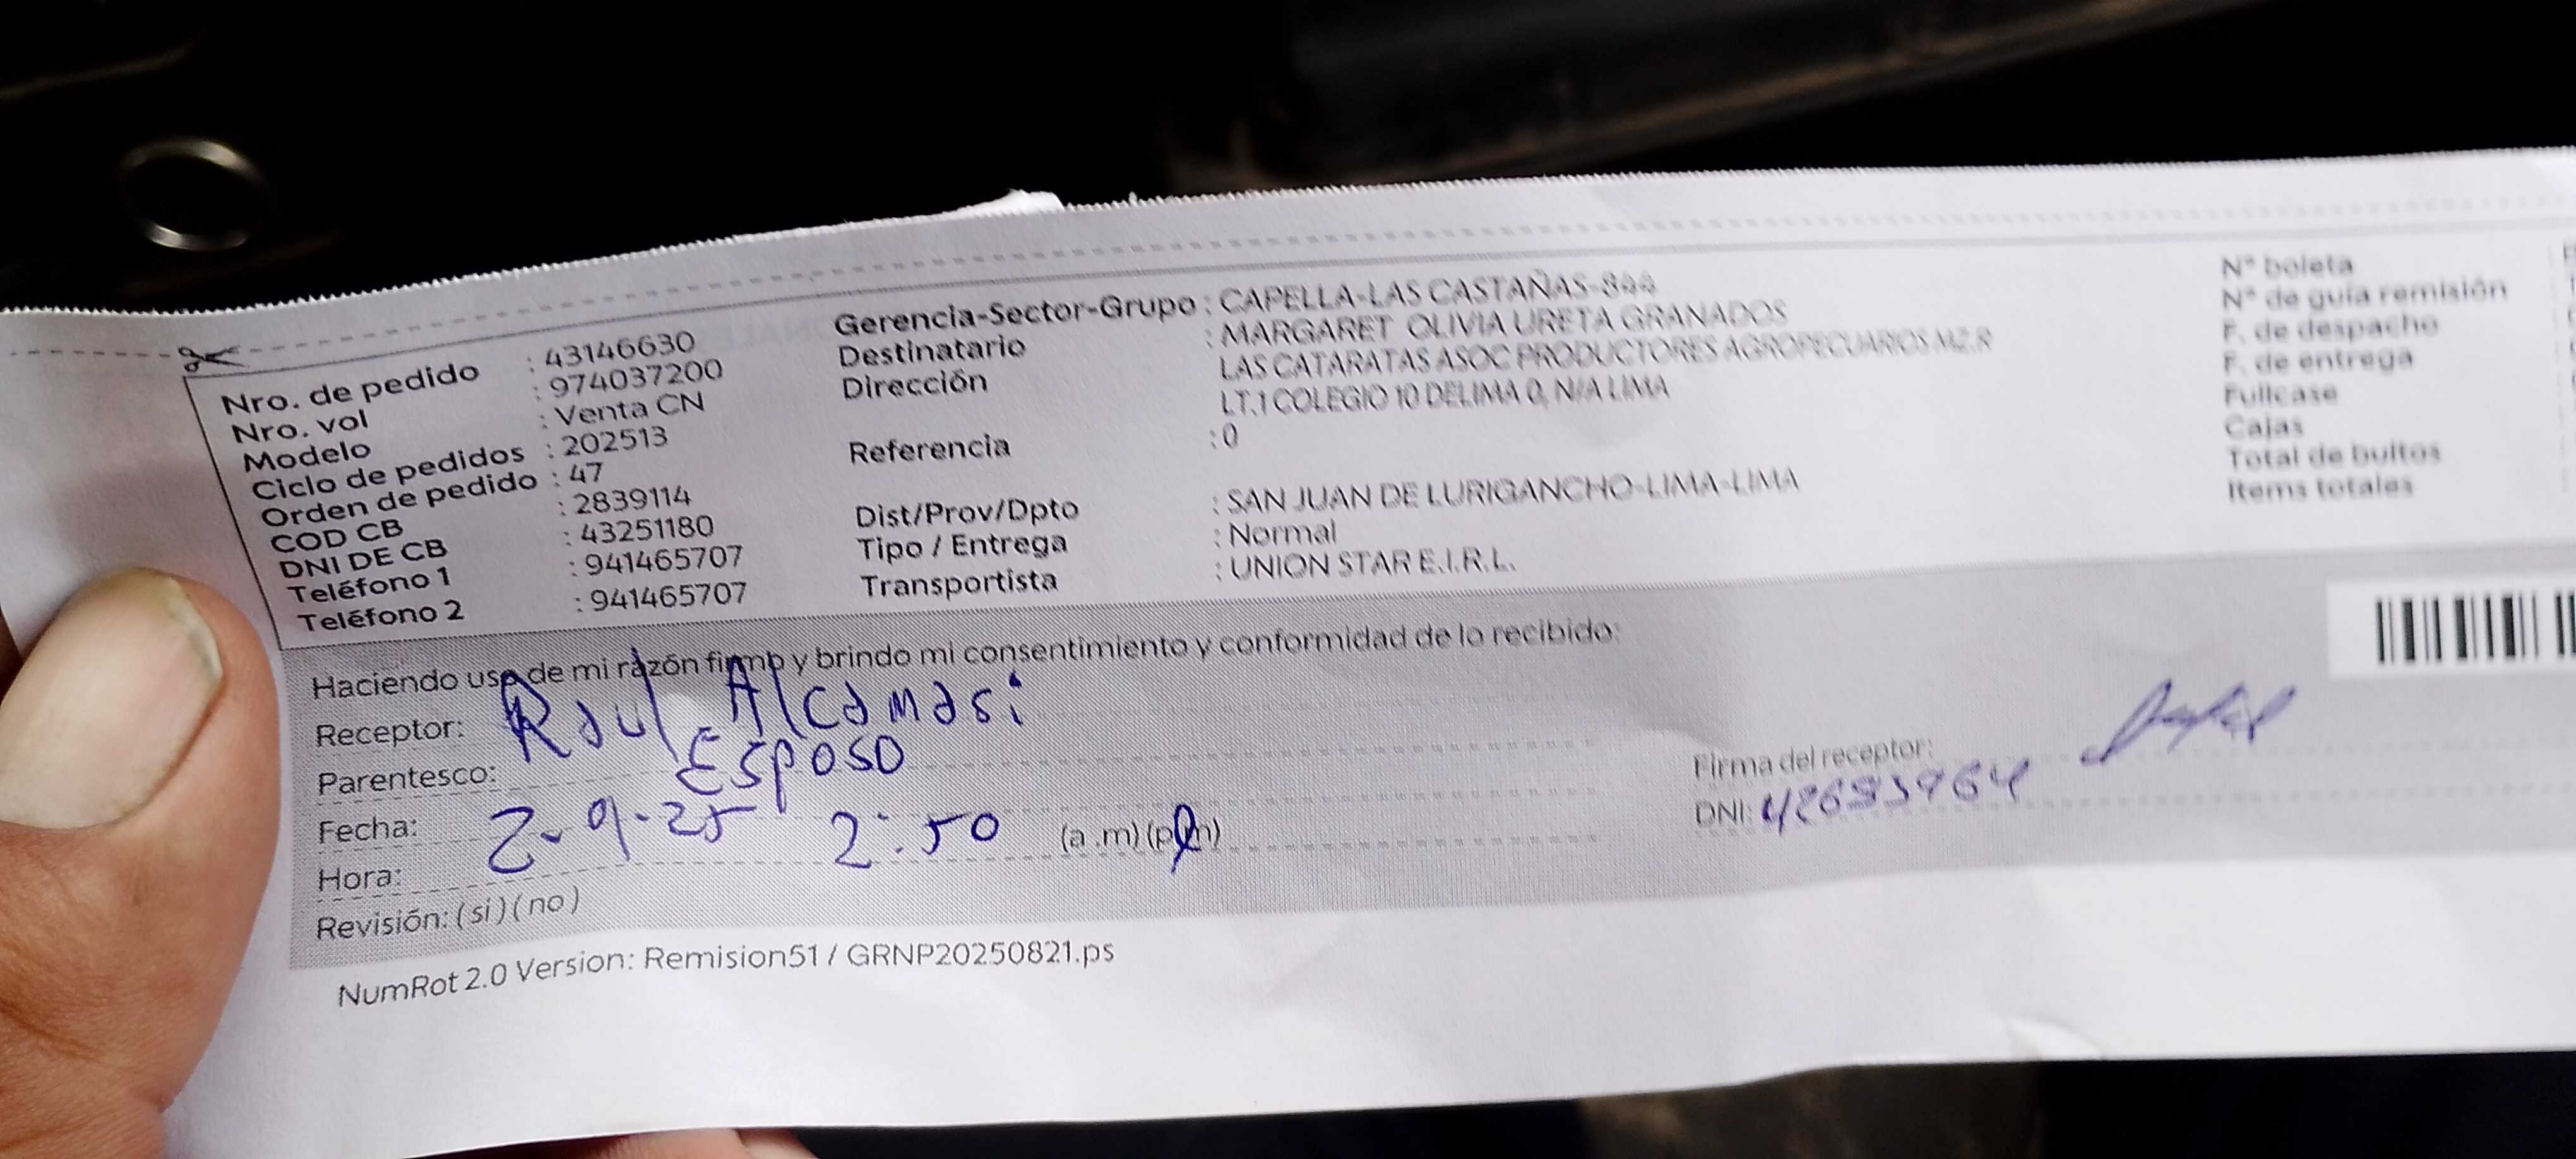 Nro. de pedido : 43146630
Nro. vol : 974037200
Modelo : Venta CN
Ciclo de pedidos : 202513
Orden de pedido : 47
COD CB : 2839114
DNI DE CB : 43251180
Teléfono 1 : 941465707
Teléfono 2 : 941465707
Gerencia-Sector-Grupo : CAPELLA-LAS CASTAÑAS-844
Destinatario : MARGARET OLIVIA URETA GRANADOS
Dirección LAS CATARATAS ASOC PRODUCTORES AGROPECUARIOS MZ.R
LT.1 COLEGIO 10 DELIMA 0, N/A LIMA
Referencia : 0
Dist/Prov/Dpto : SAN JUAN DE LURIGANCHO-LIMA-LIMA
Tipo / Entrega : Normal
Transportista : UNION STAR E.I.R.L.
N° boleta
N° de guía remisión
F. de despacho
F. de entrega
Fullcase
Cajas
Total de bultos
Items totales
Haciendo uso de mi razón firmo y brindo mi consentimiento y conformidad de lo recibido:
Receptor: Raul Alcamasi
Parentesco: Esposo
Fecha: 2-9-25
Hora: 2:50 (a.m) (p.m)
Revisión: (si) (no)
Firma del receptor:
DNI:
NumRot 2.0 Version: Remision51 / GRNP20250821.ps